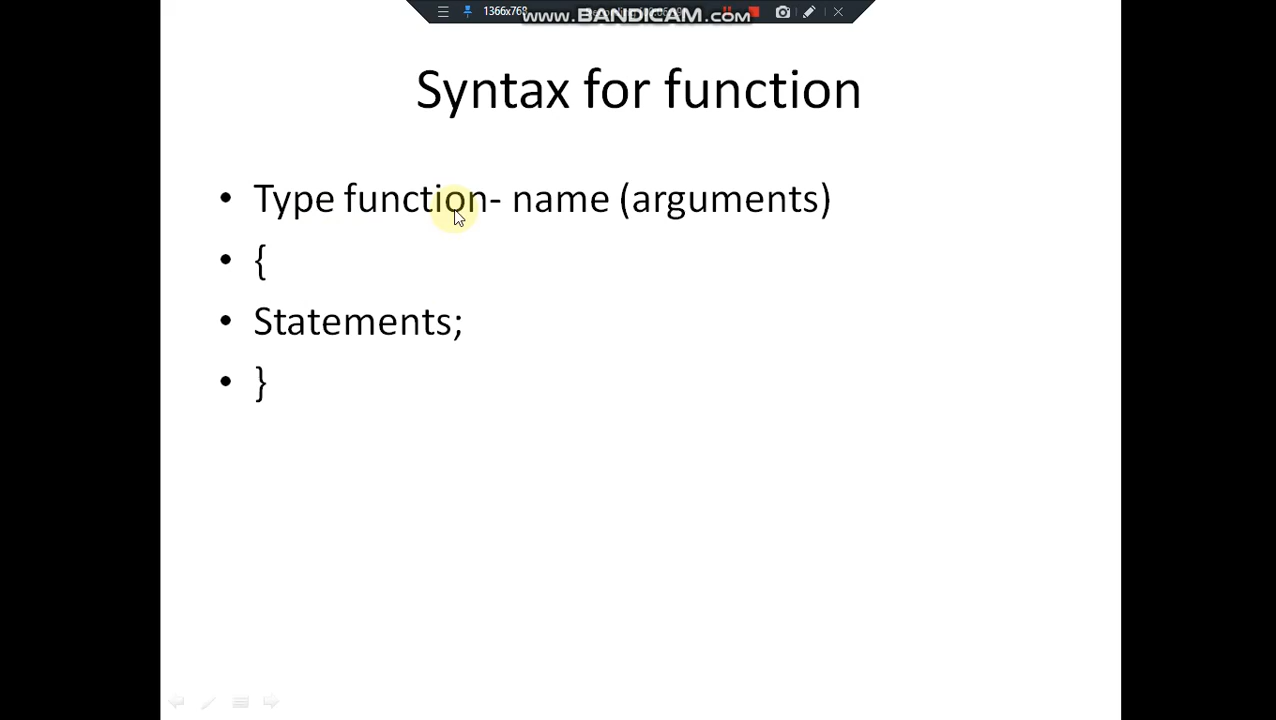 1366x768
www.BANDICAM.com
Syntax for function
• Type function- name (arguments)
• {
• Statements;
• }